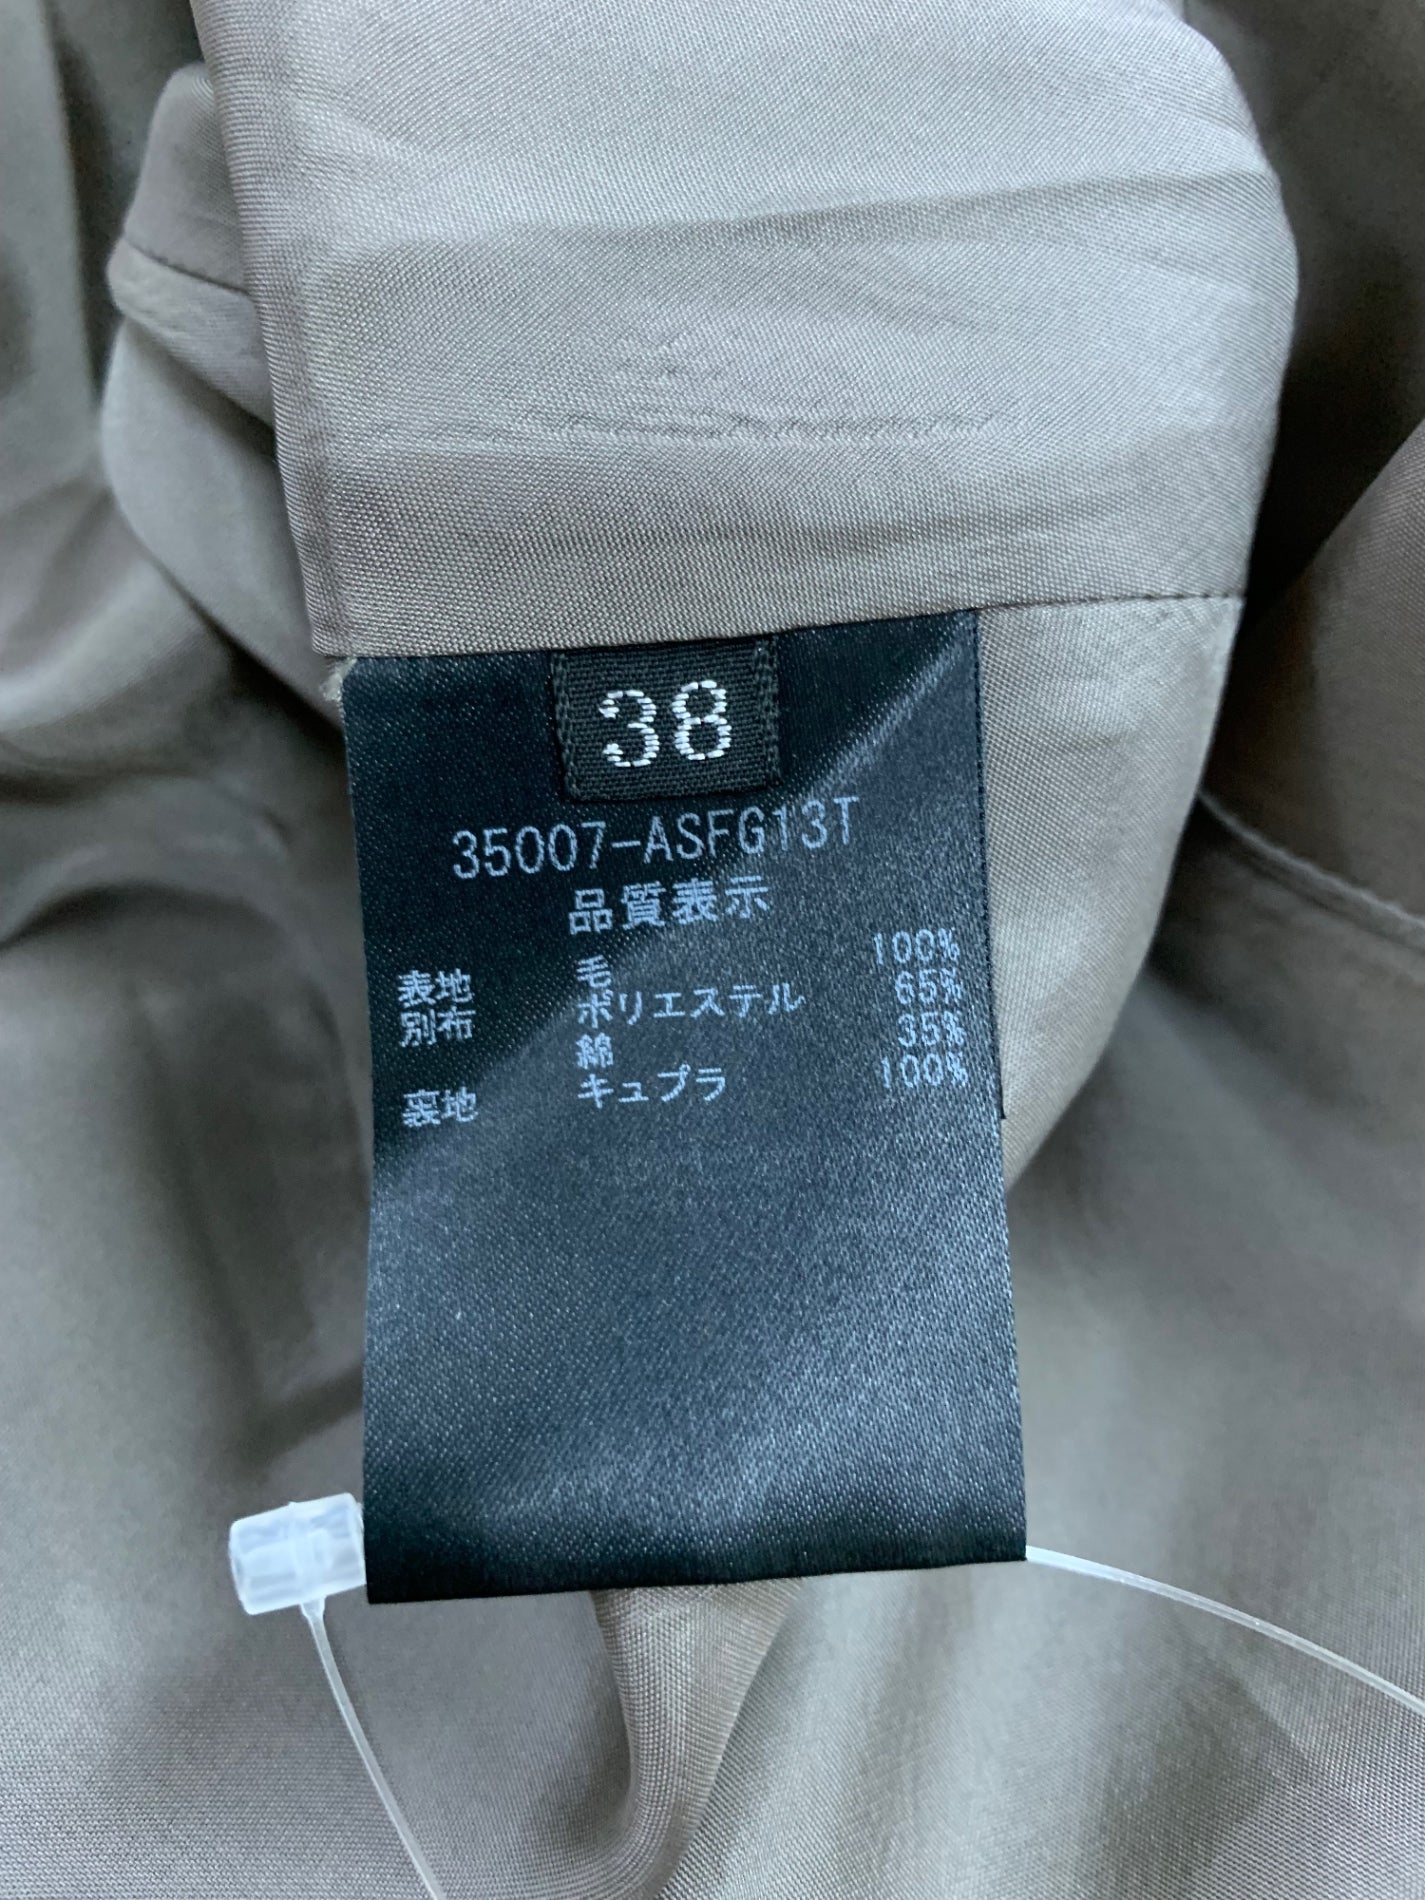 38
35007-ASFG13T
品質表示
表地 毛 100%
別布 ポリエステル 65%
綿 35%
裏地 キュプラ 100%